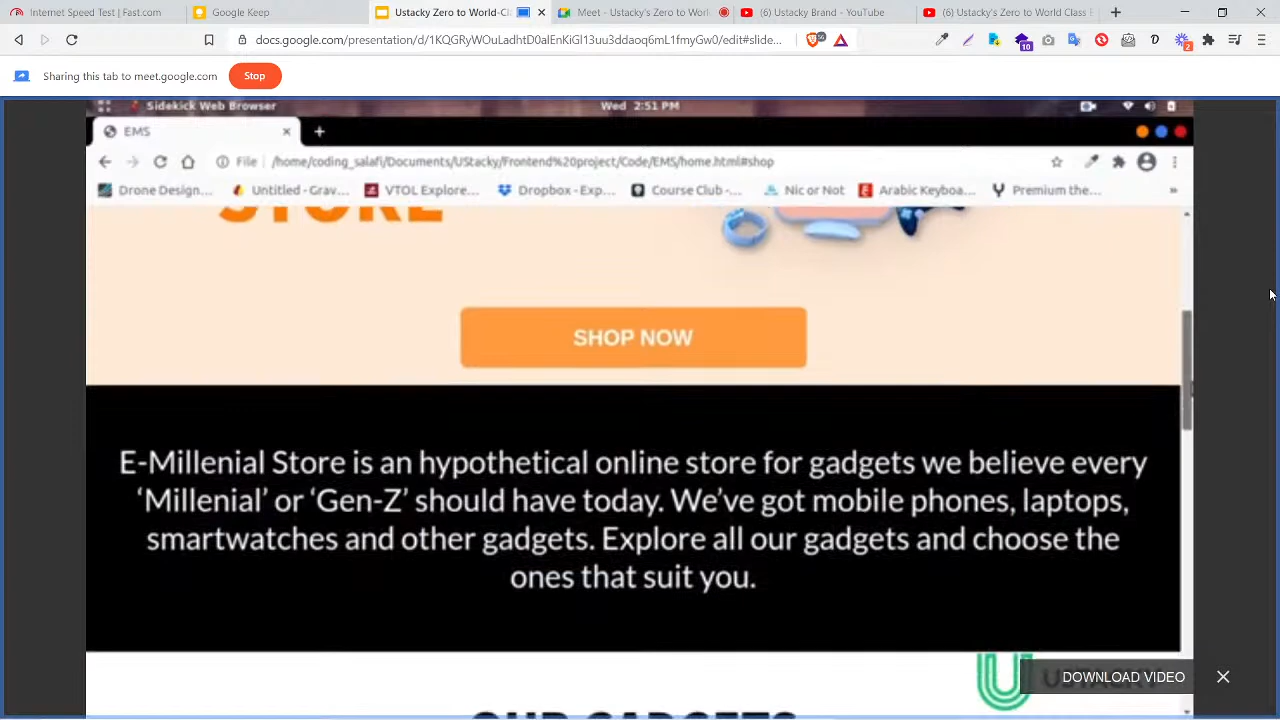 Internet Speed Test | Fast.com
Google Keep
Ustacky Zero to World-Cl
Meet - Ustacky's Zero to Worl
(6) Ustacky Brand - YouTube
(6) Ustacky's Zero to World Class E
docs.google.com/presentation/d/1KQGRyWOuLadhtD0alEnKiGl13uu3ddaoq6mL1fmyGw0/edit#slide...
10
2
Sharing this tab to meet.google.com
Stop
Sidekick Web Browser
Wed 2:51 PM
EMS
File
/home/coding_salafi/Documents/UStacky/Frontend%20project/Code/EMS/home.html#shop
Drone Design...
Untitled - Grav...
VTOL Explore...
Dropbox - Exp...
Course Club -...
Nic or Not
Arabic Keyboa...
Premium the...
STORE
SHOP NOW
E-Millenial Store is an hypothetical online store for gadgets we believe every
‘Millenial’ or ‘Gen-Z’ should have today. We’ve got mobile phones, laptops,
smartwatches and other gadgets. Explore all our gadgets and choose the
ones that suit you.
USTACKY
DOWNLOAD VIDEO
OUR GADGETS